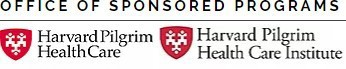 OFFICE OF SPONSORED PROGRAMS
Harvard Pilgrim
HealthCare
Harvard Pilgrim
Health Care Institute